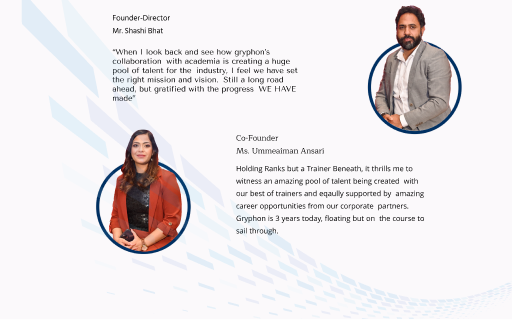 Founder-Director
Mr. Shashi Bhat
"When I look back and see how gryphon's
collaboration with academia is creating a huge
pool of talent for the industry, I feel we have set
the right mission and vision. Still a long road
ahead, but gratified with the progress WE HAVE
made"
Co-Founder
Ms. Ummeaiman Ansari
Holding Ranks but a Trainer Beneath, it thrills me to
witness an amazing pool of talent being created with
our best of trainers and eqaully supported by amazing
career opportunities from our corporate partners.
Gryphon is 3 years today, floating but on the course to
sail through.